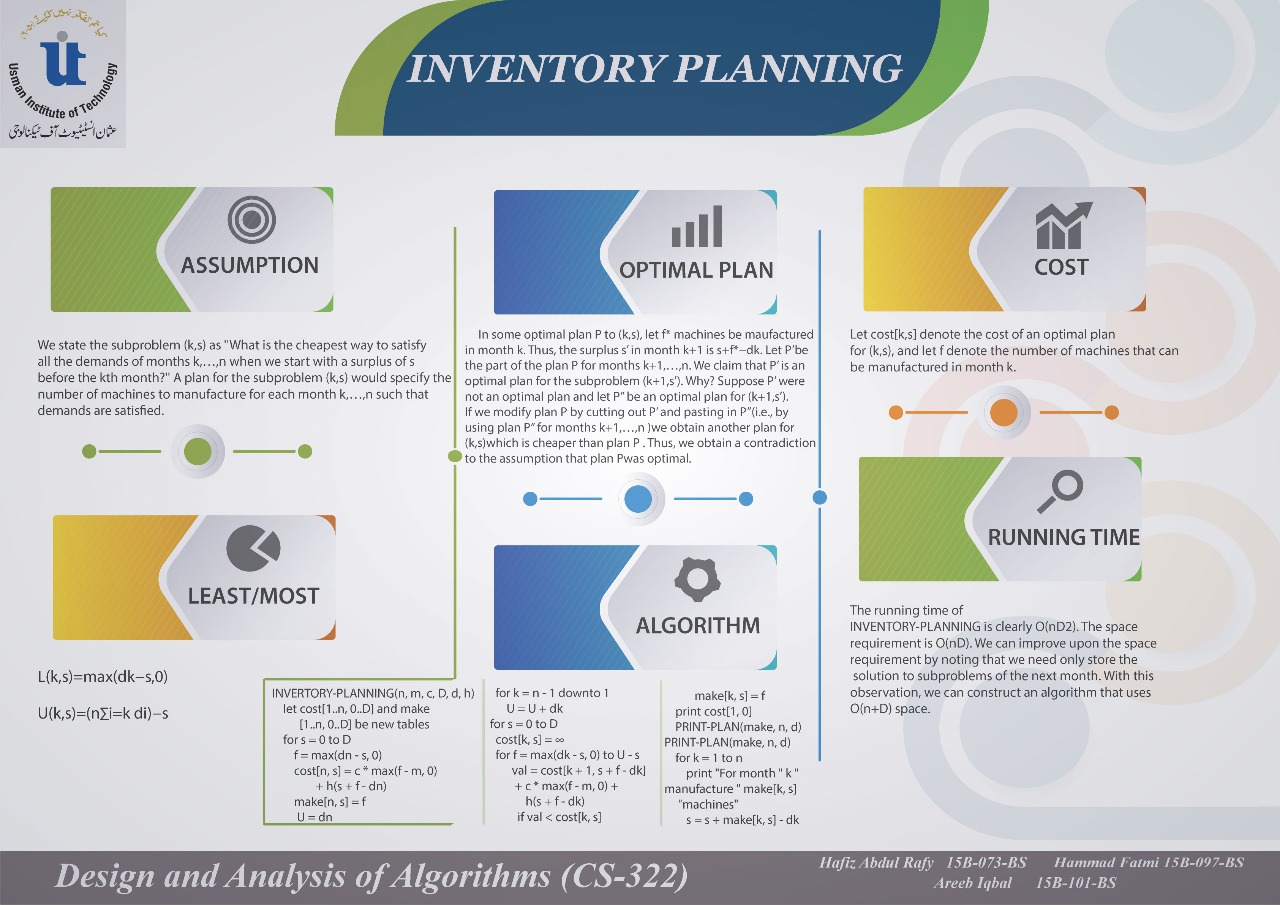 Usman Institute of Technology
عثمان انسٹیٹیوٹ آف ٹیکنالوجی
INVENTORY PLANNING
ASSUMPTION
We state the subproblem (k,s) as "What is the cheapest way to satisfy
all the demands of months k,…,n when we start with a surplus of s
before the kth month?" A plan for the subproblem (k,s) would specify the
number of machines to manufacture for each month k,…,n such that
demands are satisfied.
LEAST/MOST
L(k,s)=max(dk−s,0)
U(k,s)=(n∑i=k di)−s
OPTIMAL PLAN
In some optimal plan P to (k,s), let f* machines be maufactured
in month k. Thus, the surplus s′ in month k+1 is s+f*−dk. Let P′be
the part of the plan P for months k+1,…,n. We claim that P′ is an
optimal plan for the subproblem (k+1,s′). Why? Suppose P′ were
not an optimal plan and let P″ be an optimal plan for (k+1,s′).
If we modify plan P by cutting out P′ and pasting in P″(i.e., by
using plan P″ for months k+1,…,n )we obtain another plan for
(k,s)which is cheaper than plan P . Thus, we obtain a contradiction
to the assumption that plan Pwas optimal.
ALGORITHM
INVERTORY-PLANNING(n, m, c, D, d, h)
let cost[1..n, 0..D] and make
[1..n, 0..D] be new tables
for s = 0 to D
f = max(dn - s, 0)
cost[n, s] = c * max(f - m, 0)
+ h(s + f - dn)
make[n, s] = f
U = dn
for k = n - 1 downto 1
U = U + dk
for s = 0 to D
cost[k, s] = ∞
for f = max(dk - s, 0) to U - s
val = cost[k + 1, s + f - dk]
+ c * max(f - m, 0) +
h(s + f - dk)
if val < cost[k, s]
make[k, s] = f
print cost[1, 0]
PRINT-PLAN(make, n, d)
PRINT-PLAN(make, n, d)
for k = 1 to n
print "For month " k "
manufacture " make[k, s]
"machines"
s = s + make[k, s] - dk
COST
Let cost[k,s] denote the cost of an optimal plan
for (k,s), and let f denote the number of machines that can
be manufactured in month k.
RUNNING TIME
The running time of
INVENTORY-PLANNING is clearly O(nD2). The space
requirement is O(nD). We can improve upon the space
requirement by noting that we need only store the
solution to subproblems of the next month. With this
observation, we can construct an algorithm that uses
O(n+D) space.
Design and Analysis of Algorithms (CS-322)
Hafiz Abdul Rafy 15B-073-BS Hammad Fatmi 15B-097-BS
Areeb Iqbal 15B-101-BS